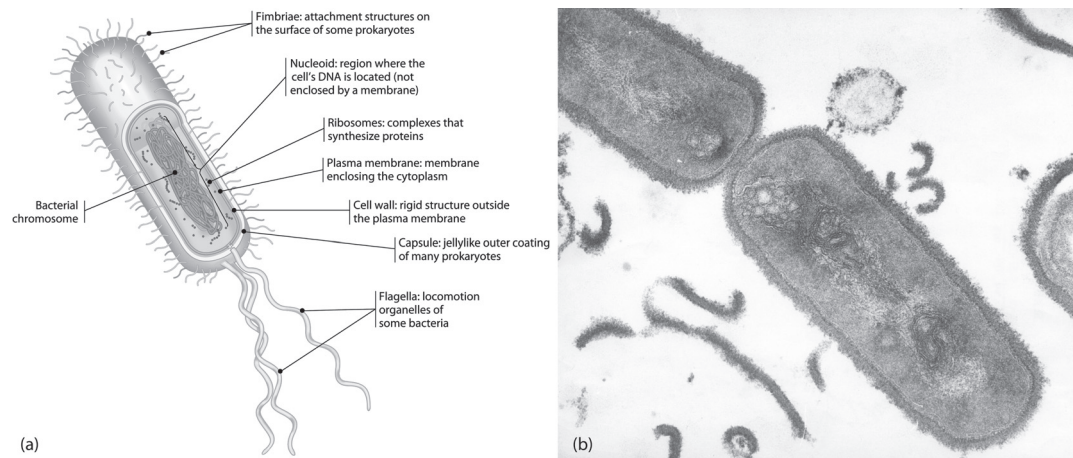 Fimbriae: attachment structures on
the surface of some prokaryotes
Nucleoid: region where the
cell's DNA is located (not
enclosed by a membrane)
Ribosomes: complexes that
synthesize proteins
Plasma membrane: membrane
enclosing the cytoplasm
Bacterial
chromosome
Cell wall: rigid structure outside
the plasma membrane
Capsule: jellylike outer coating
of many prokaryotes
Flagella: locomotion
organelles of
some bacteria
(a)
(b)